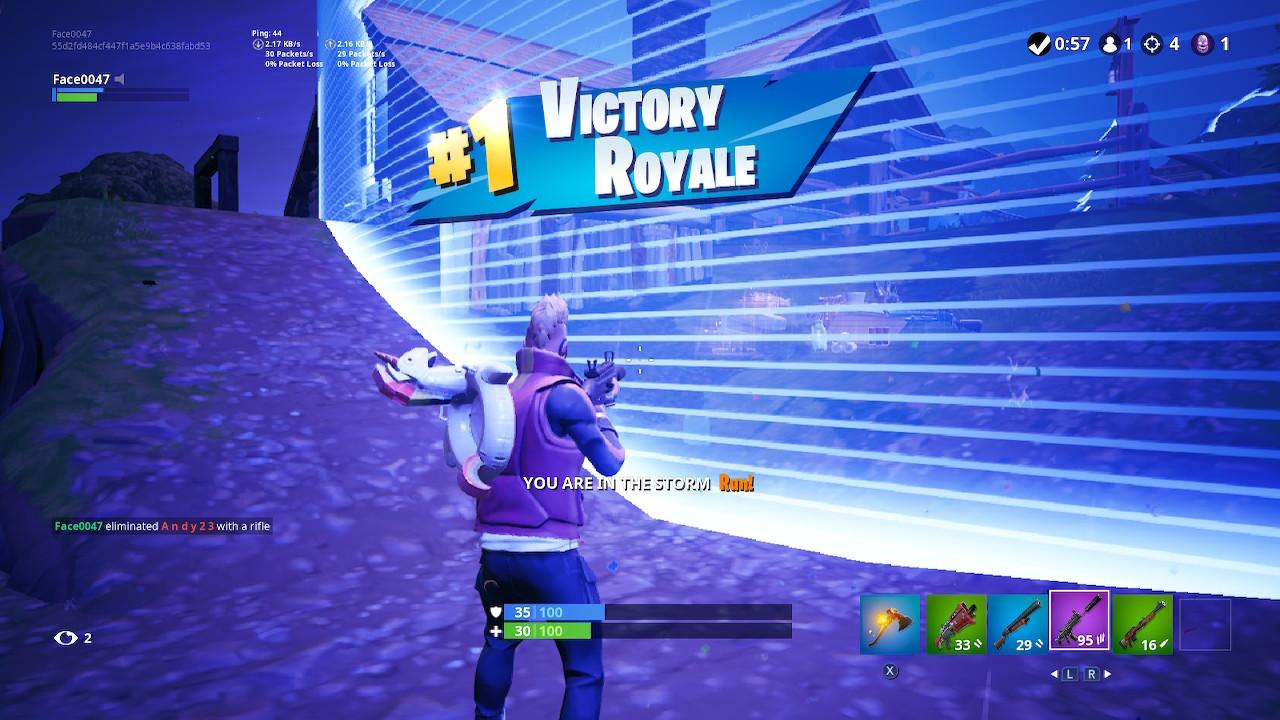 Face0047
55d2fd484cf447f1a5e9b4c638fabd53
Ping: 44
2.17 KB/s 2.16 KB/s
30 Packets/s 29 Packets/s
0% Packet Loss 0% Packet Loss
Face0047
0:57 1 4 1
#1 VICTORY
ROYALE
YOU ARE IN THE STORM Run!
Face0047 eliminated A n d y 2 3 with a rifle
2
35 | 100
30 | 100
33 29 95 16
X L R